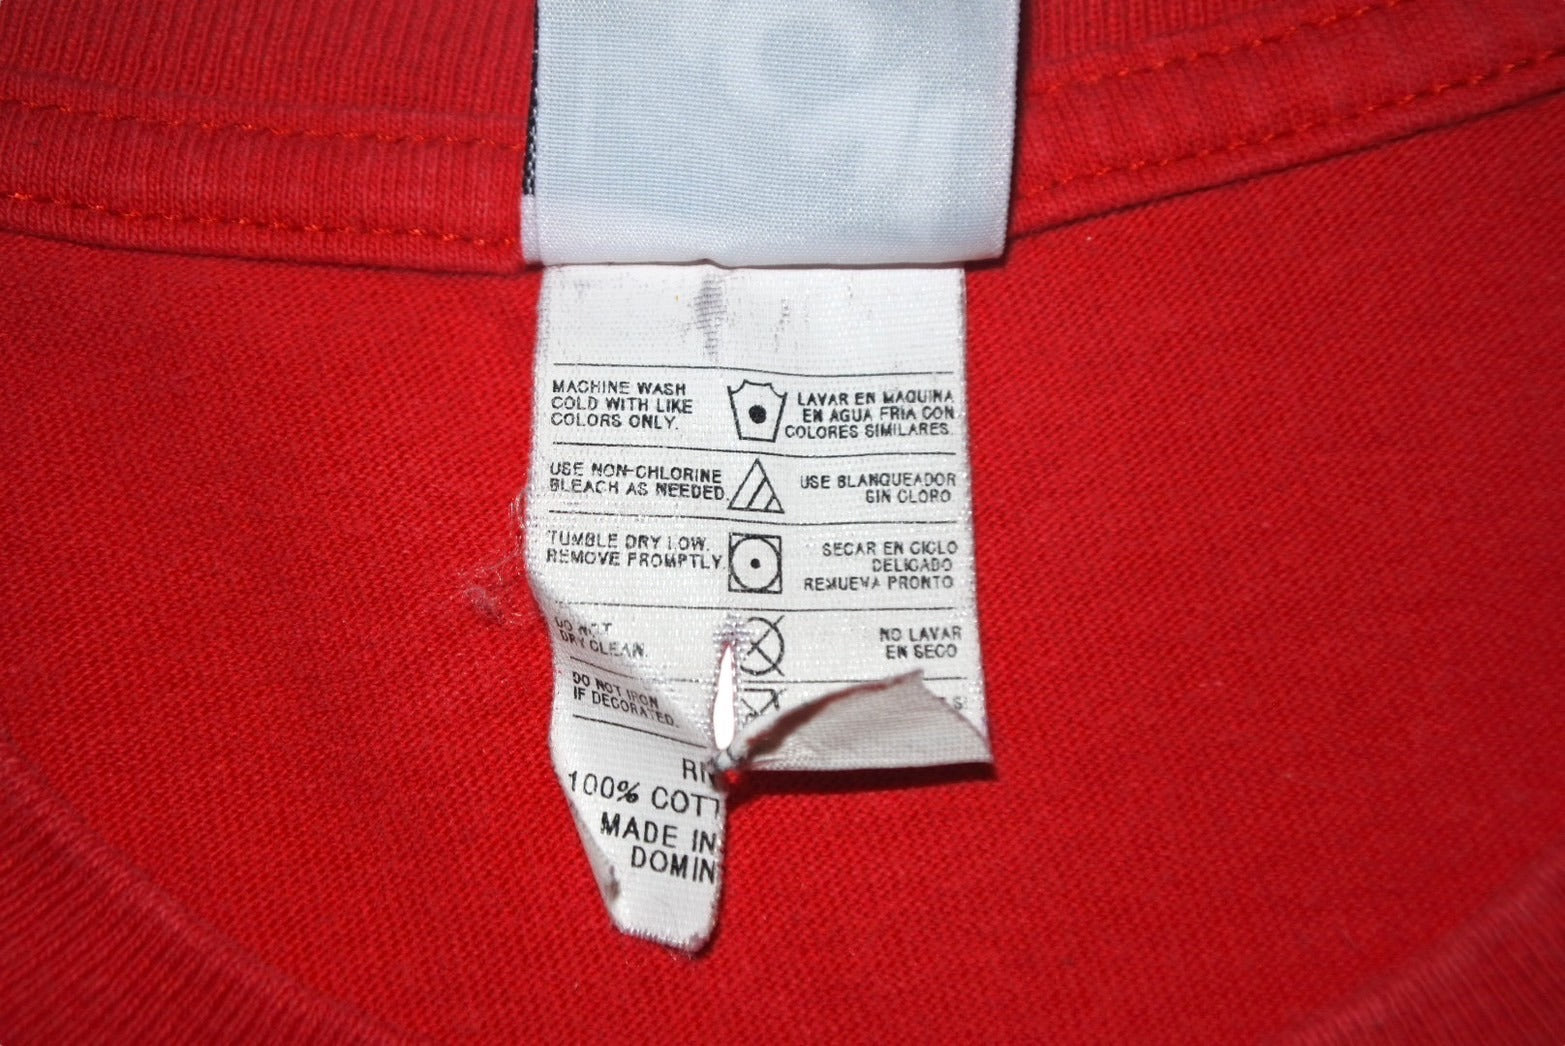 MACHINE WASH
COLD WITH LIKE
COLORS ONLY.
LAVAR EN MAQUINA
EN AGUA FRIA CON
COLORES SIMILARES.
USE NON-CHLORINE
BLEACH AS NEEDED.
USE BLANQUEADOR
SIN CLORO
TUMBLE DRY LOW.
REMOVE PROMPTLY.
SECAR EN CICLO
DELICADO
REMUEVA PRONTO
DO NOT
DRY CLEAN.
NO LAVAR
EN SECO
DO NOT IRON
IF DECORATED.
100% COTT
MADE IN
DOMIN